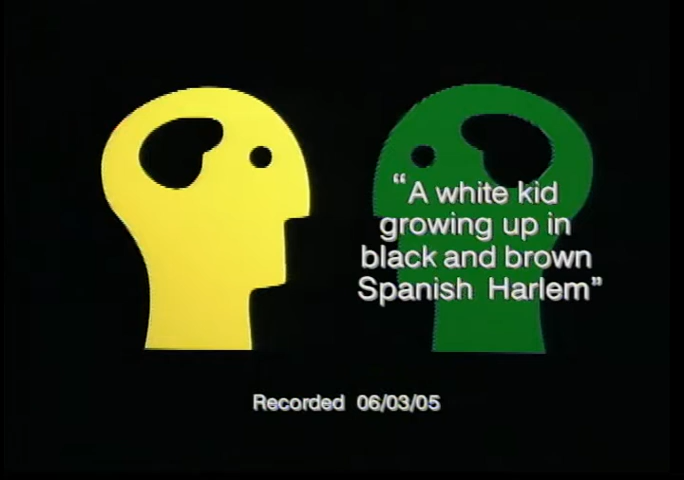 “A white kid
growing up in
black and brown
Spanish Harlem”
Recorded 06/03/05